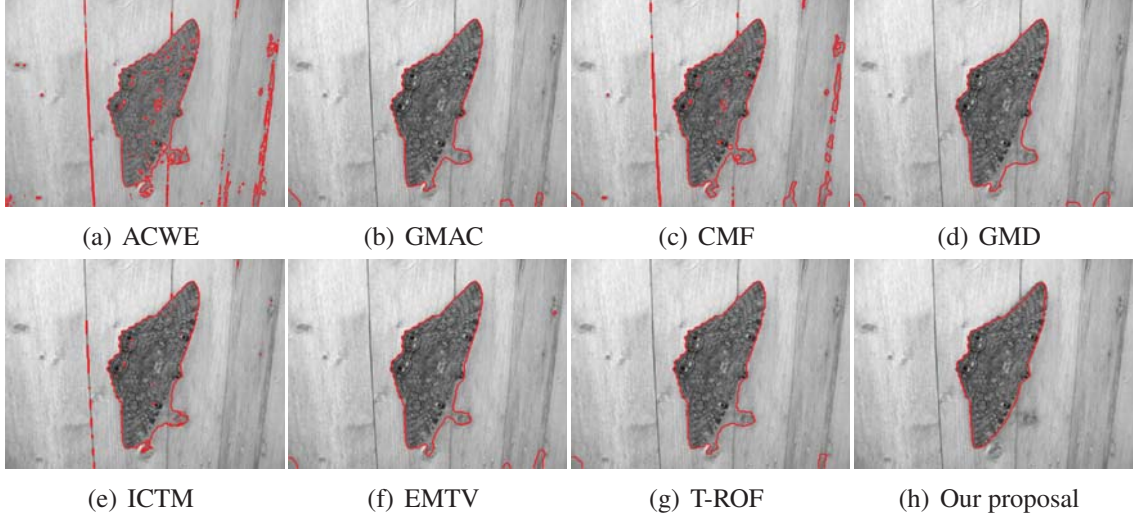 (a) ACWE
(b) GMAC
(c) CMF
(d) GMD
(e) ICTM
(f) EMTV
(g) T-ROF
(h) Our proposal